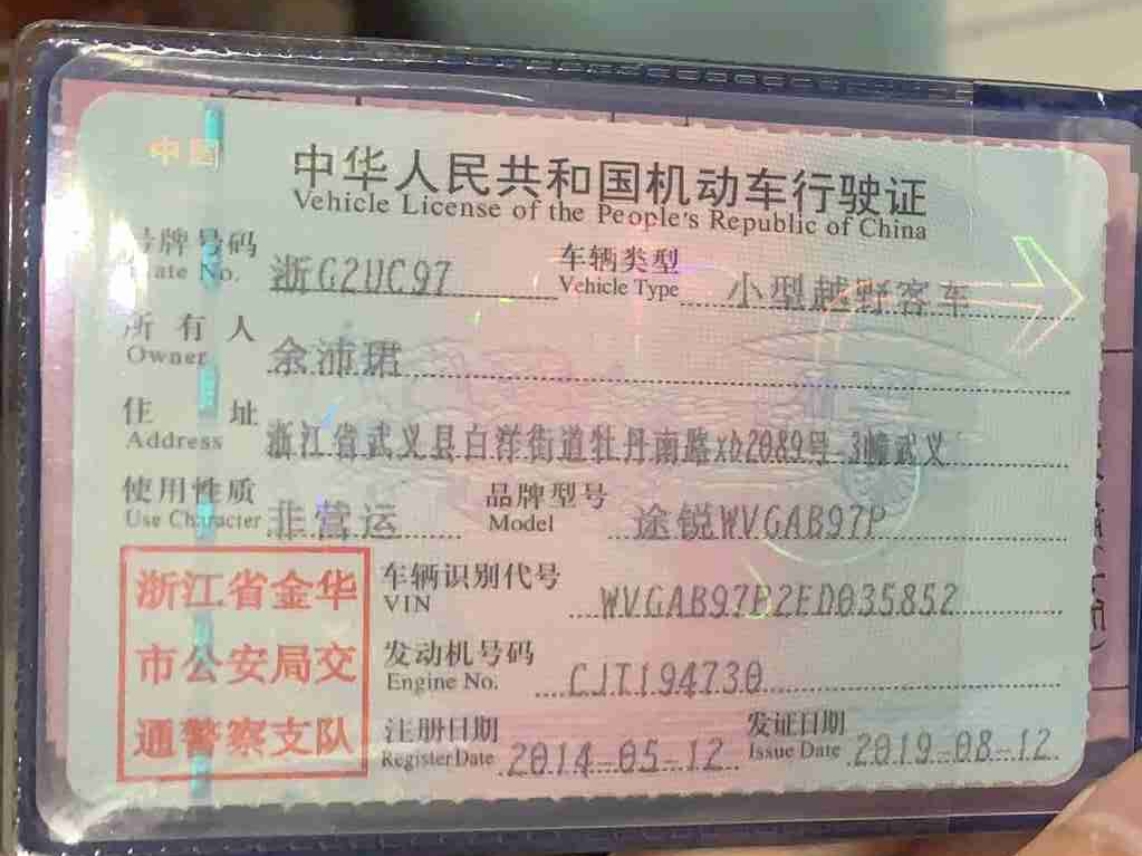 中国
中华人民共和国机动车行驶证
Vehicle License of the People's Republic of China
号牌号码 浙G2UC97 车辆类型 小型越野客车
Plate No. Vehicle Type
所有人 余沛珺
Owner
住址 浙江省武义县白洋街道牡丹南路xb2089号-3幢武义
Address
使用性质 非营运 品牌型号 途锐WVGAB97P
Use Character Model
浙江省金华
市公安局交
通警察支队
车辆识别代号 WVGAB97P2ED035852
VIN
发动机号码 CJT194730
Engine No.
注册日期 2014-05-12 发证日期 2019-08-12
Register Date Issue Date